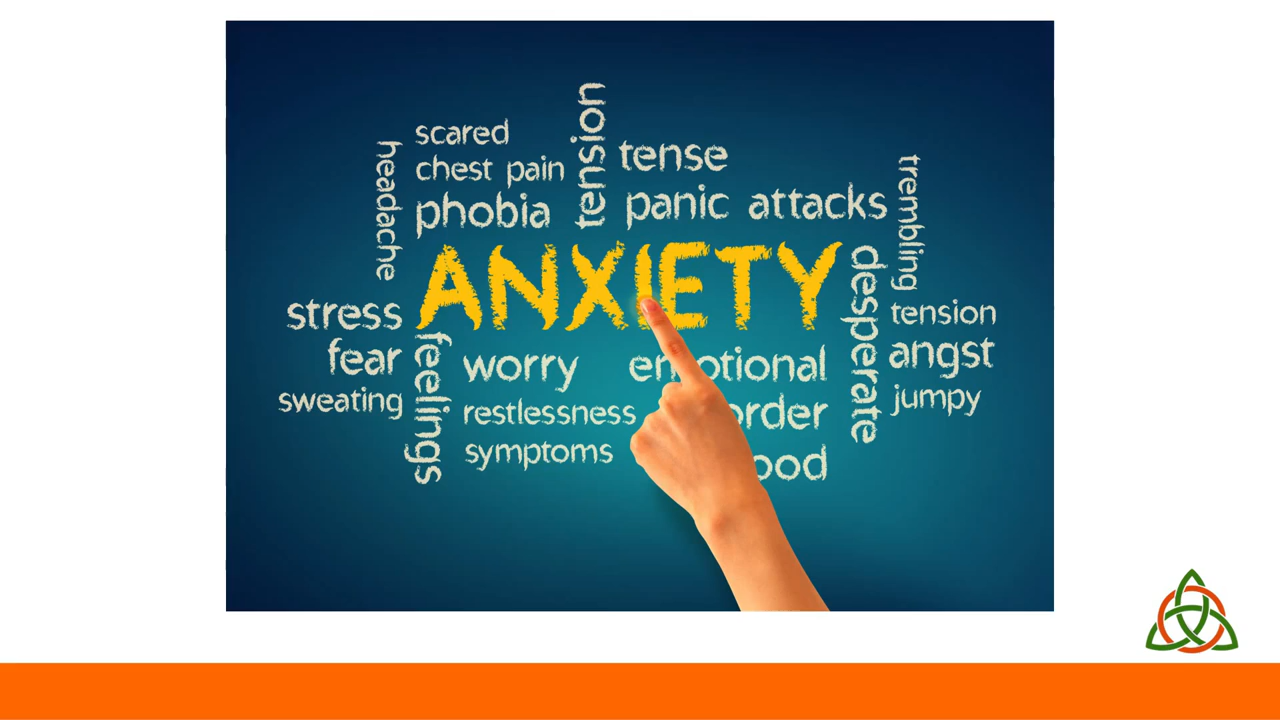 scared
chest pain
phobia
headache
tension
tense
panic attacks
trembling
ANXIETY
stress
fear
sweating
feelings
worry
restlessness
symptoms
emotional
desperate
tension
angst
jumpy